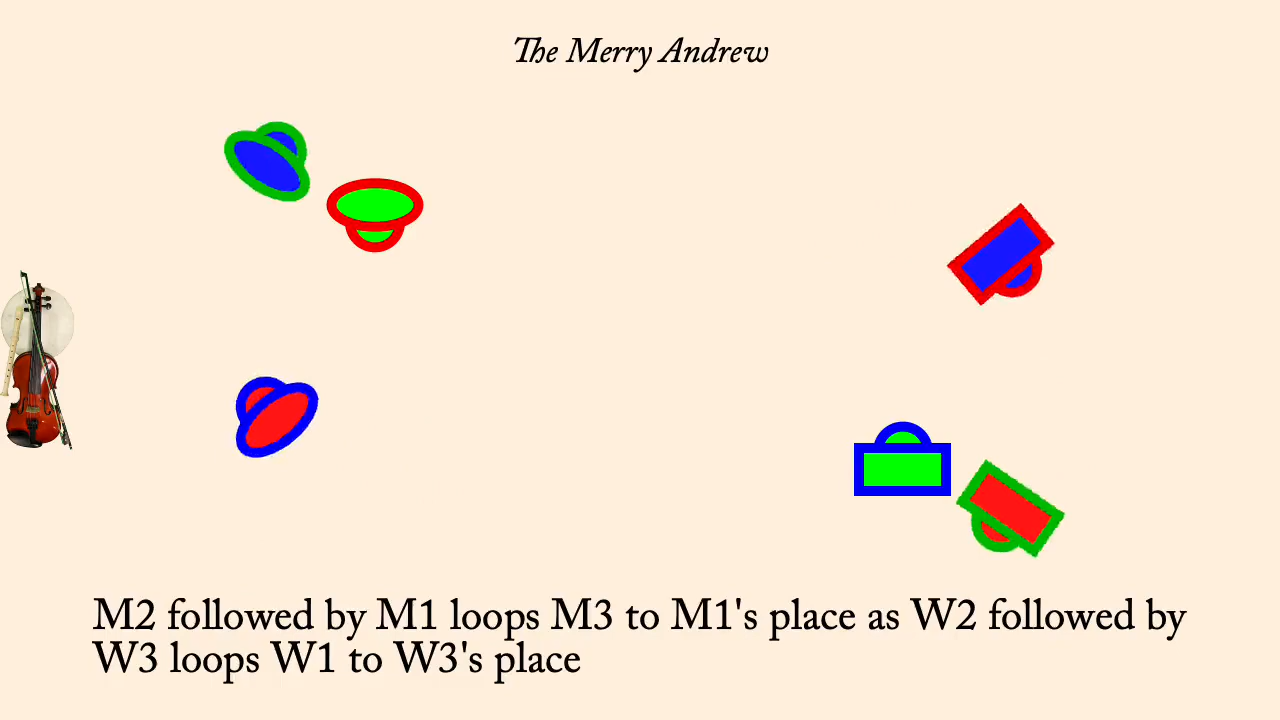 The Merry Andrew
M2 followed by M1 loops M3 to M1's place as W2 followed by
W3 loops W1 to W3's place